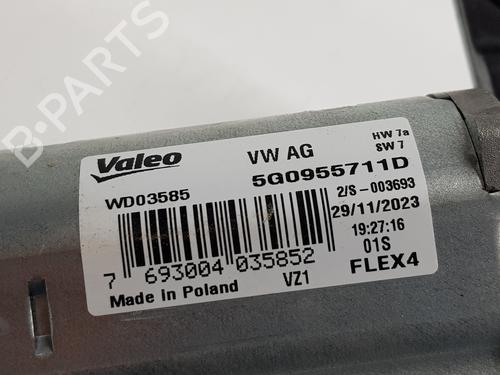 B-PARTS
Valeo
VW AG
HW 7a
SW 7
5G0955711D
WD03585
2/S-003693
29/11/2023
19:27:16
01S
7 693004 035852
VZ1
FLEX4
Made in Poland